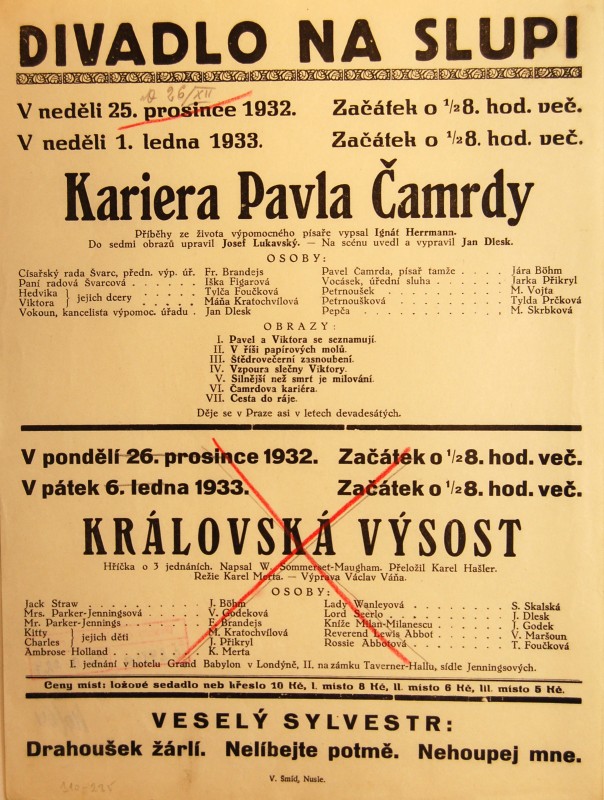 DIVADLO NA SLUPI
26/XII
V neděli 25. prosince 1932. Začátek o 1/2 8. hod. več.
V neděli 1. ledna 1933. Začátek o 1/2 8. hod. več.
Kariera Pavla Čamrdy
Příběhy ze života výpomocného písaře vypsal Ignát Herrmann.
Do sedmi obrazů upravil Josef Lukavský. — Na scénu uvedl a vypravil Jan Dlesk.
OSOBY:
Císařský rada Švarc, předn. výp. úř. Fr. Brandejs Pavel Čamrda, písař tamže . . . . Jára Böhm
Paní radová Švarcová . . . . . Iška Figarová Vocásek, úřední sluha . . . . . Jarka Přikryl
Hedvika } jejich dcery . . . . Tylča Foučková Petrnoušek . . . . . M. Vojta
Viktora } . . . . . Máňa Kratochvílová Petrnoušková . . . . . Tylda Prčková
Vokoun, kancelista výpomoc. úřadu . Jan Dlesk Pepča . . . . . M. Skrbková
OBRAZY:
I. Pavel a Viktora se seznamují.
II. V říši papírových molů.
III. Štědrovečerní zasnoubení.
IV. Vzpoura slečny Viktory.
V. Silnější než smrt je milování.
VI. Čamrdova kariéra.
VII. Cesta do ráje.
Děje se v Praze asi v letech devadesátých.
V pondělí 26. prosince 1932. Začátek o 1/2 8. hod. več.
V pátek 6. ledna 1933. Začátek o 1/2 8. hod. več.
KRÁLOVSKÁ VÝSOST
Hříčka o 3 jednáních. Napsal W. Sommerset-Maugham. Přeložil Karel Hašler.
Režie Karel Merta. — Výprava Václav Váňa.
OSOBY:
Jack Straw . . . . . J. Böhm Lady Wanleyová . . . . . S. Skalská
Mrs. Parker-Jenningsová . . . V. Godeková Lord Seerlo . . . . . J. Dlesk
Mr. Parker-Jennings . . . . F. Brandejs Kníže Milan-Milanescu . . . . J. Godek
Kitty } jejich děti . . . . M. Kratochvílová Reverend Lewis Abbot . . . . V. Maršoun
Charles } . . . . J. Přikryl Rossie Abbotová . . . . . T. Foučková
Ambrose Holland . . . . . K. Merta
I. jednání v hotelu Grand Babylon v Londýně, II. na zámku Taverner-Hallu, sídle Jenningsových.
Ceny míst: ložové sedadlo neb křeslo 10 Kč, I. místo 8 Kč, II. místo 6 Kč, III. místo 5 Kč.
VESELÝ SYLVESTR:
Drahoušek žárlí. Nelíbejte potmě. Nehoupej mne.
V. Šmíd, Nusle.